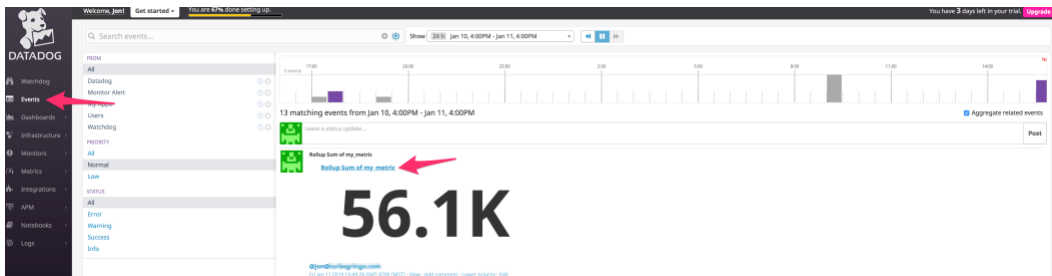 Welcome, Jon! Get started You are 67% done setting up. You have 3 days left in your trial. Upgrade
Search events...
Show 24h Jan 10, 4:00PM - Jan 11, 4:00PM
DATADOG
Watchdog
Events
Dashboards
Infrastructure
Monitors
Metrics
Integrations
APM
Notebooks
Logs
FROM
All
Datadog
Monitor Alert
My Apps
Users
Watchdog
PRIORITY
All
Normal
Low
STATUS
All
Error
Warning
Success
Info
17:00 20:00 2:00 5:00 8:00 11:00 14:00
13 matching events from Jan 10, 4:00PM - Jan 11, 4:00PM Aggregate related events
Leave a status update... Post
Rollup Sum of my_metric
Rollup Sum of my_metric
56.1K